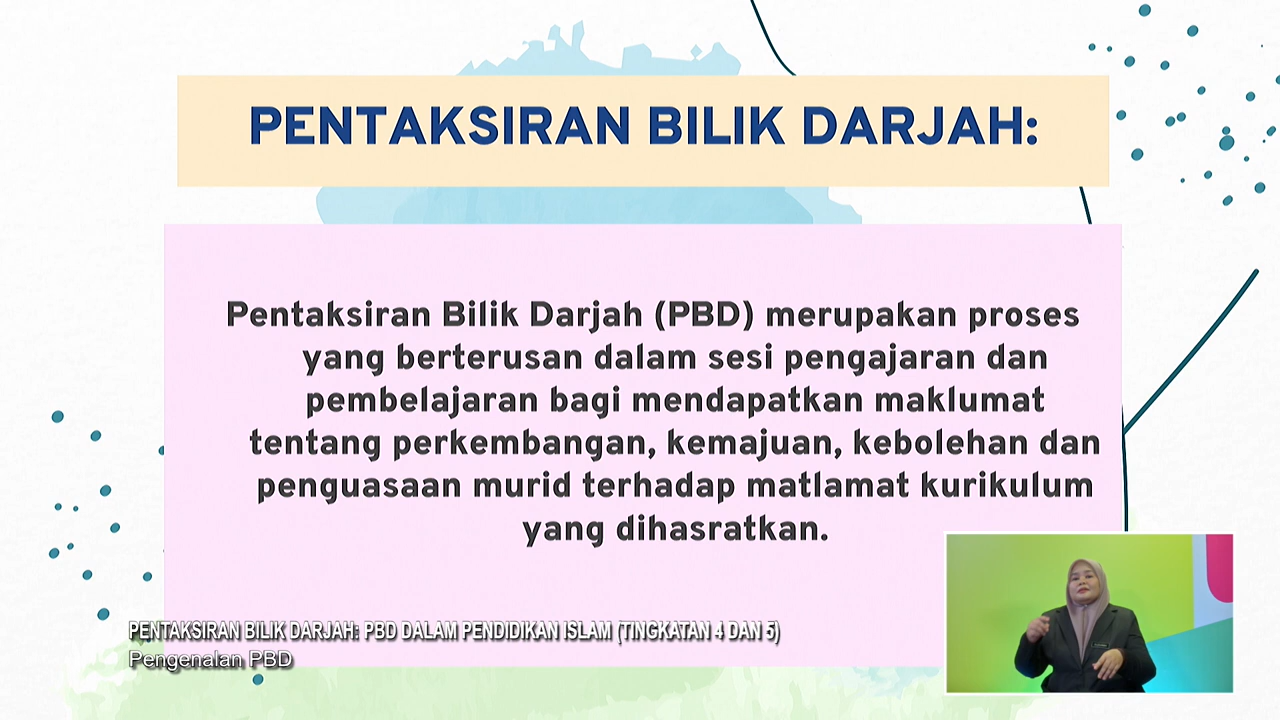 PENTAKSIRAN BILIK DARJAH:
Pentaksiran Bilik Darjah (PBD) merupakan proses
yang berterusan dalam sesi pengajaran dan
pembelajaran bagi mendapatkan maklumat
tentang perkembangan, kemajuan, kebolehan dan
penguasaan murid terhadap matlamat kurikulum
yang dihasratkan.
PENTAKSIRAN BILIK DARJAH: PBD DALAM PENDIDIKAN ISLAM (TINGKATAN 4 DAN 5)
Pengenalan PBD